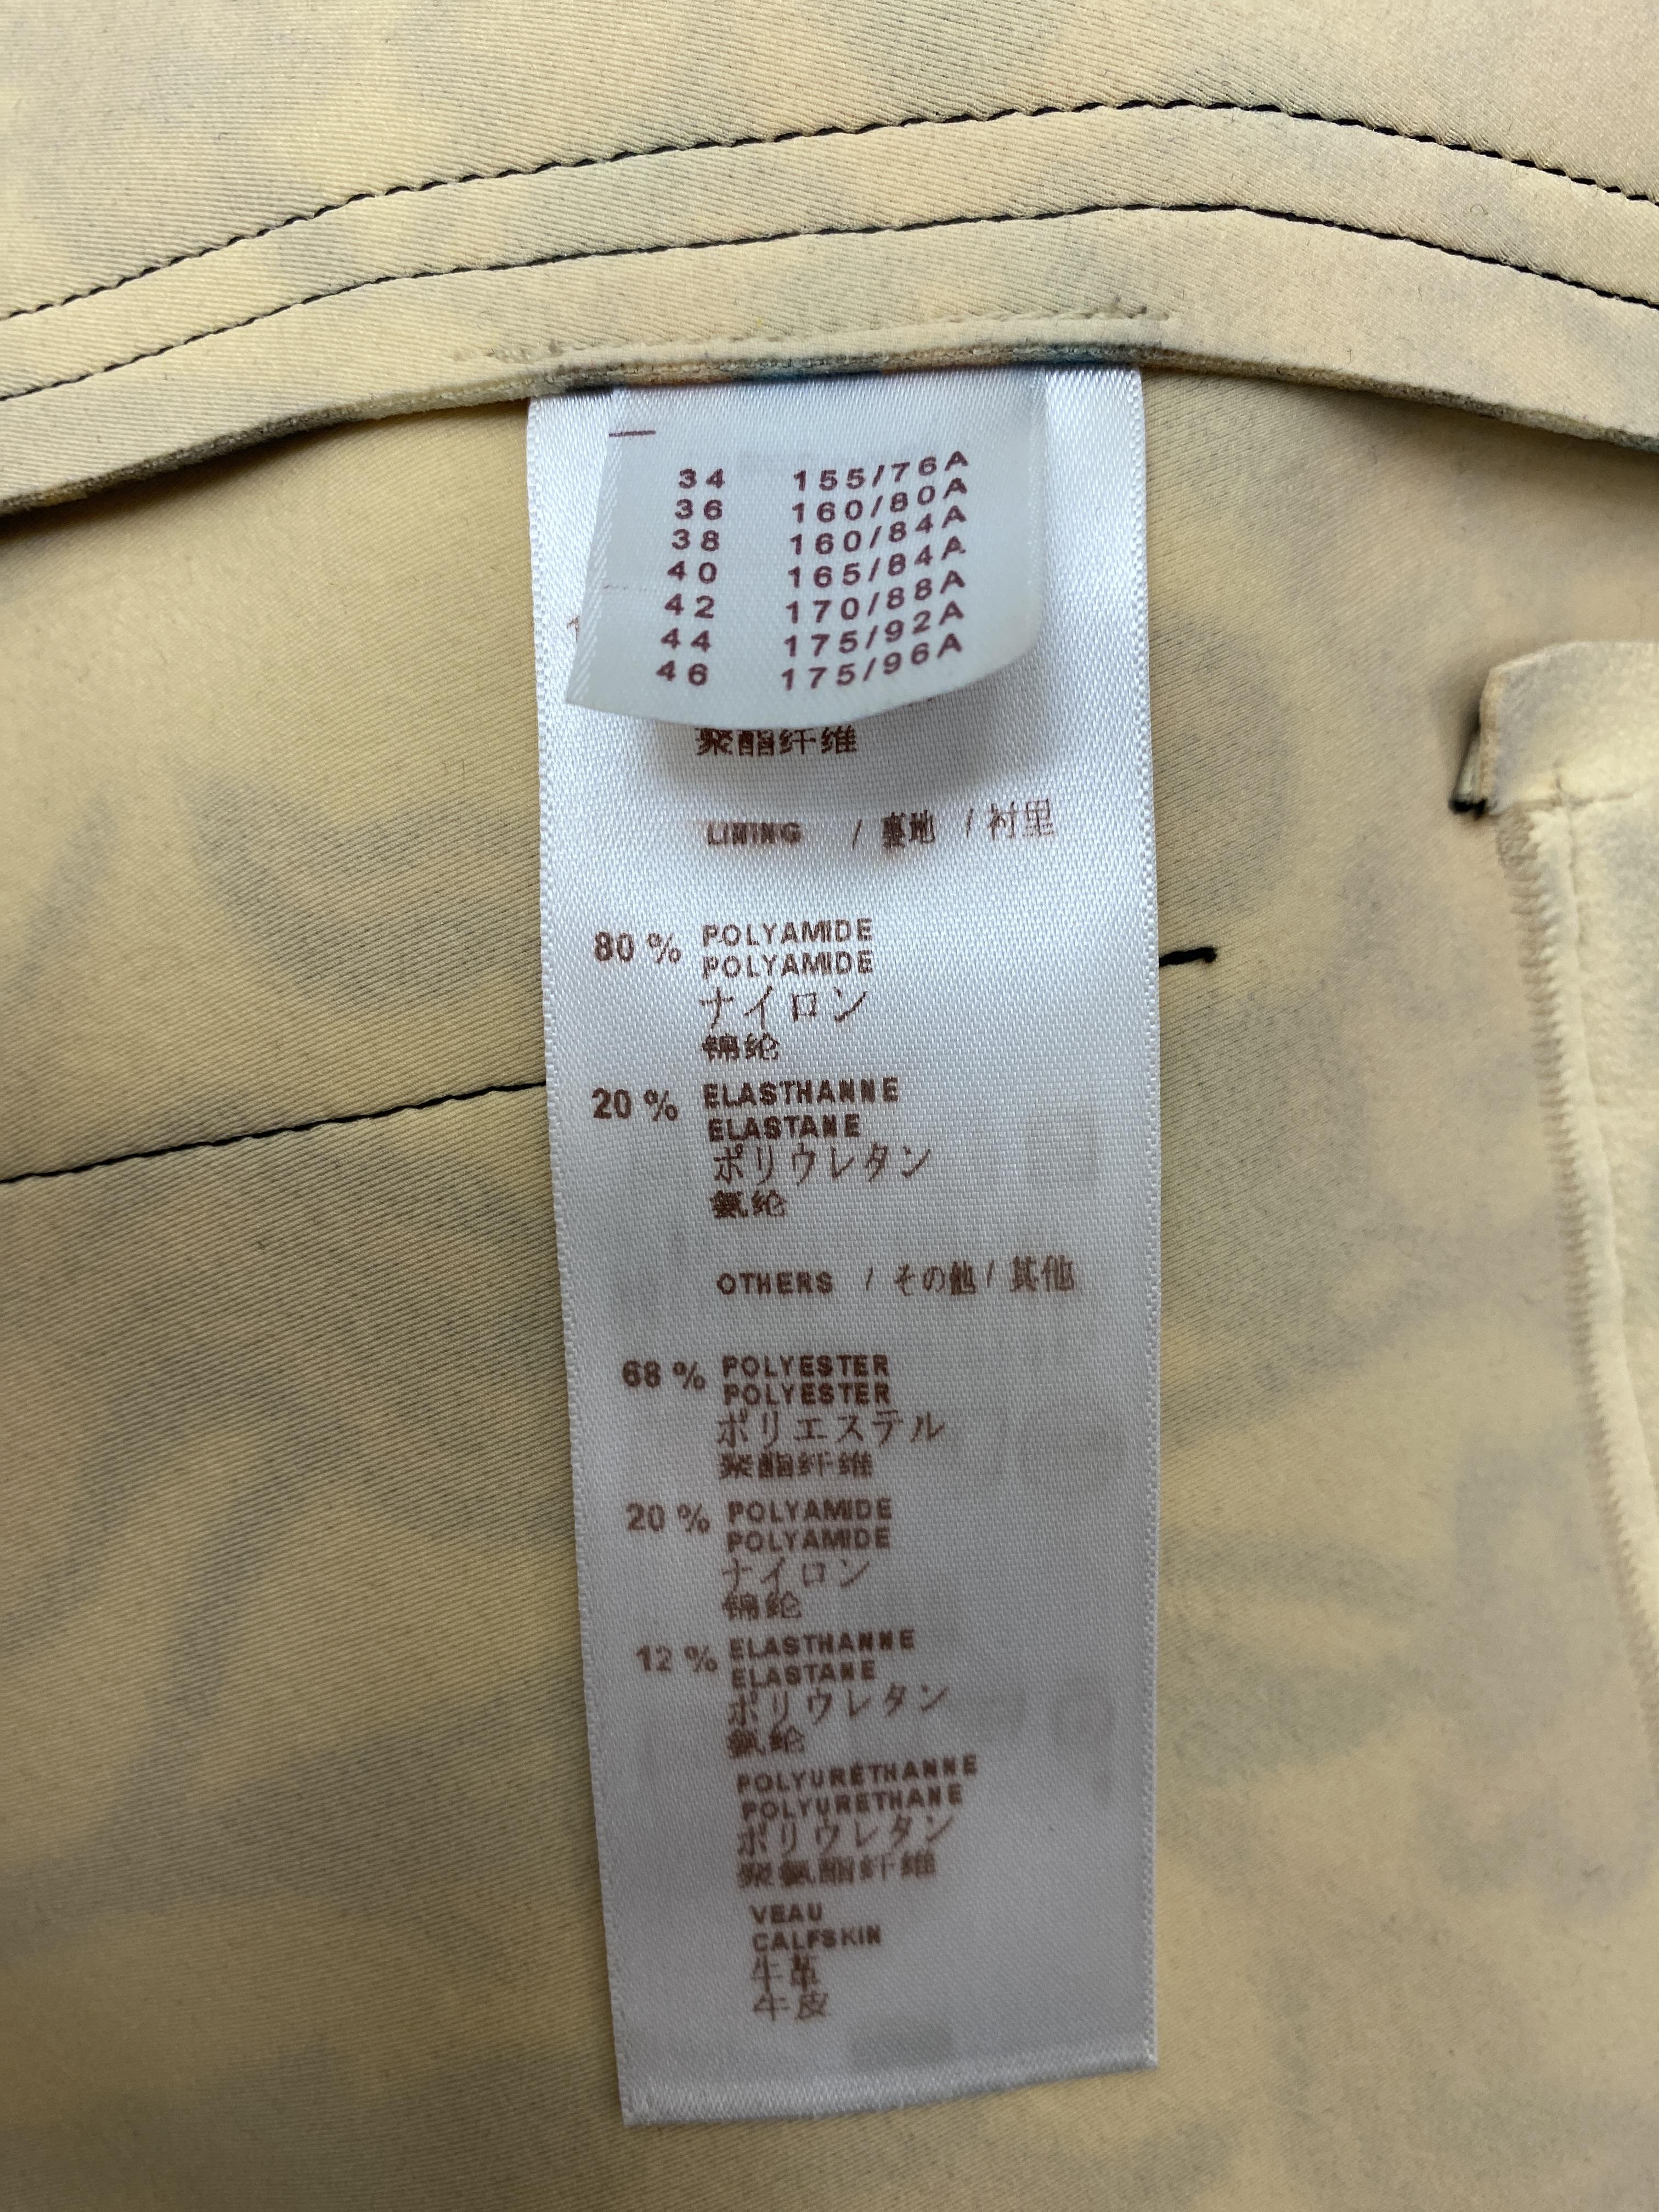 34 155/76A
36 160/80A
38 160/84A
40 165/84A
42 170/88A
44 175/92A
46 175/96A
聚酯纤维
LINING / 裏地 / 衬里
80 % POLYAMIDE
POLYAMIDE
ナイロン
锦纶
20 % ELASTHANNE
ELASTANE
ポリウレタン
氨纶
OTHERS / その他 / 其他
68 % POLYESTER
POLYESTER
ポリエステル
聚酯纤维
20 % POLYAMIDE
POLYAMIDE
ナイロン
锦纶
12 % ELASTHANNE
ELASTANE
ポリウレタン
氨纶
POLYURÉTHANNE
POLYURETHANE
ポリウレタン
聚氨酯纤维
VEAU
CALFSKIN
牛革
牛皮